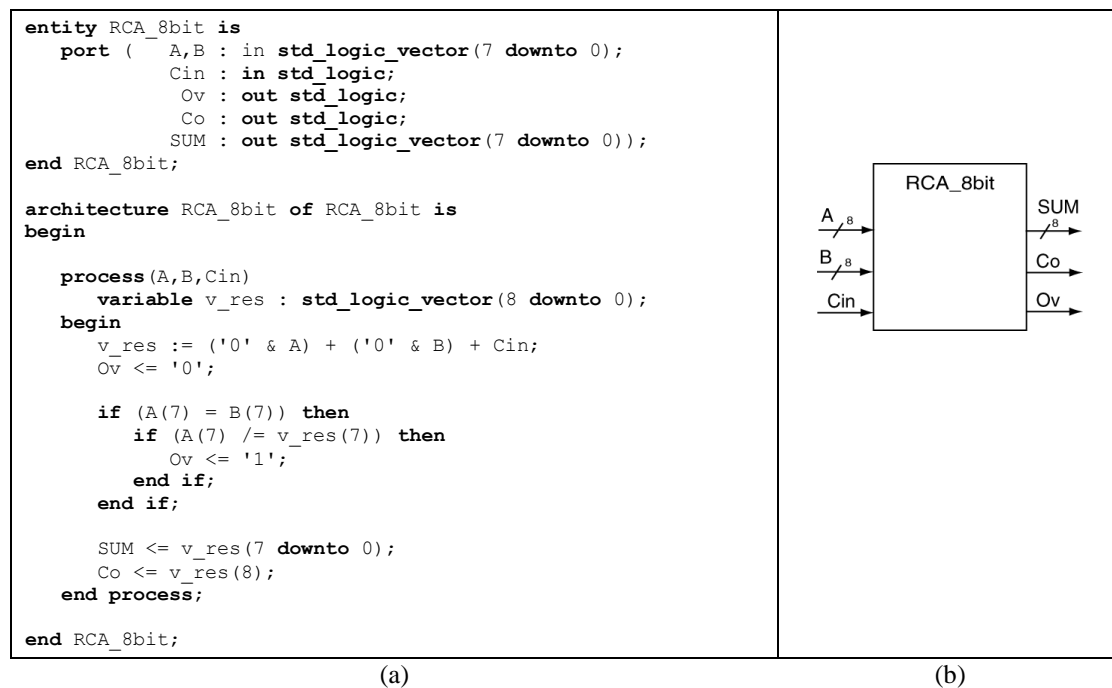 entity RCA_8bit is
port ( A,B : in std_logic_vector(7 downto 0);
Cin : in std_logic;
Ov : out std_logic;
Co : out std_logic;
SUM : out std_logic_vector(7 downto 0));
end RCA_8bit;
architecture RCA_8bit of RCA_8bit is
begin
process(A,B,Cin)
variable v_res : std_logic_vector(8 downto 0);
begin
v_res := ('0' & A) + ('0' & B) + Cin;
Ov <= '0';
if (A(7) = B(7)) then
if (A(7) /= v_res(7)) then
Ov <= '1';
end if;
end if;
SUM <= v_res(7 downto 0);
Co <= v_res(8);
end process;
end RCA_8bit;
(a)
RCA_8bit
A 8
B 8
Cin
SUM
8
Co
Ov
(b)